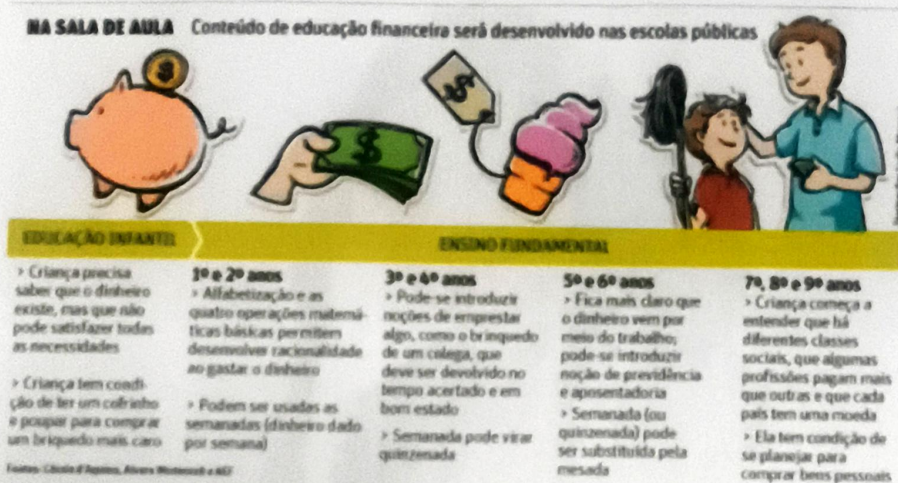 NA SALA DE AULA Conteúdo de educação financeira será desenvolvido nas escolas públicas
EDUCAÇÃO INFANTIL
> Criança precisa
saber que o dinheiro
existe, mas que não
pode satisfazer todas
as necessidades
> Criança tem condi-
ção de ter um cofrinho
e poupar para comprar
um briquedo mais caro
ENSINO FUNDAMENTAL
1º e 2º anos
> Alfabetização e as
quatro operações matemá-
ticas básicas permitem
desenvolver racionalidade
ao gastar o dinheiro
> Podem ser usadas as
semanadas (dinheiro dado
por semana)
3º e 4º anos
> Pode-se introduzir
noções de emprestar
algo, como o brinquedo
de um colega, que
deve ser devolvido no
tempo acertado e em
bom estado
> Semanada pode virar
quinzenada
5º e 6º anos
> Fica mais claro que
o dinheiro vem por
meio do trabalho;
pode-se introduzir
noção de previdência
e aposentadoria
> Semanada (ou
quinzenada) pode
ser substituída pela
mesada
7º, 8º e 9º anos
> Criança começa a
entender que há
diferentes classes
sociais, que algumas
profissões pagam mais
que outras e que cada
país tem uma moeda
> Ela tem condição de
se planejar para
comprar bens pessoais
Fontes: Cássia d'Aquino, Álvaro e AEF